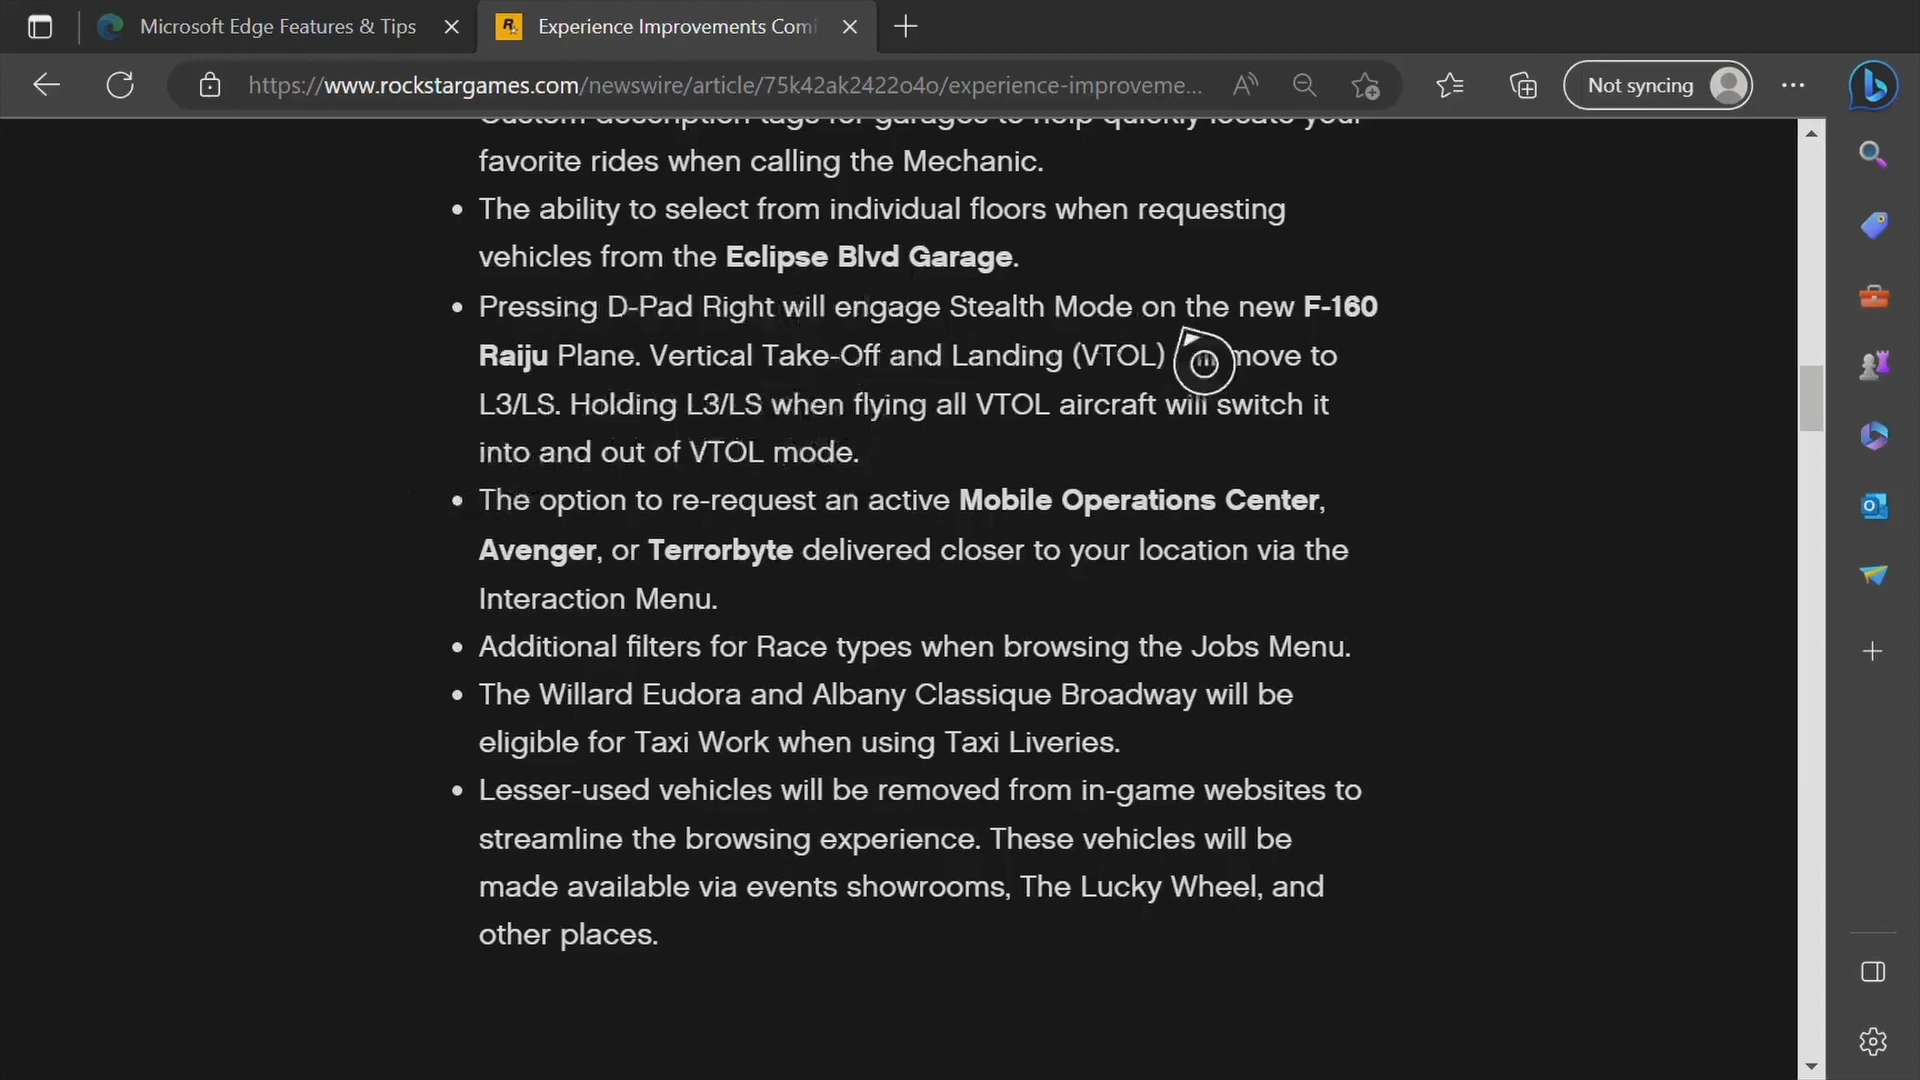 Microsoft Edge Features & Tips
Experience Improvements Com
https://www.rockstargames.com/newswire/article/75k42ak2422o4o/experience-improveme...
Not syncing
Custom description tags for garages to help quickly locate your
favorite rides when calling the Mechanic.
• The ability to select from individual floors when requesting
vehicles from the Eclipse Blvd Garage.
• Pressing D-Pad Right will engage Stealth Mode on the new F-160
Raiju Plane. Vertical Take-Off and Landing (VTOL) move to
L3/LS. Holding L3/LS when flying all VTOL aircraft will switch it
into and out of VTOL mode.
• The option to re-request an active Mobile Operations Center,
Avenger, or Terrorbyte delivered closer to your location via the
Interaction Menu.
• Additional filters for Race types when browsing the Jobs Menu.
• The Willard Eudora and Albany Classique Broadway will be
eligible for Taxi Work when using Taxi Liveries.
• Lesser-used vehicles will be removed from in-game websites to
streamline the browsing experience. These vehicles will be
made available via events showrooms, The Lucky Wheel, and
other places.